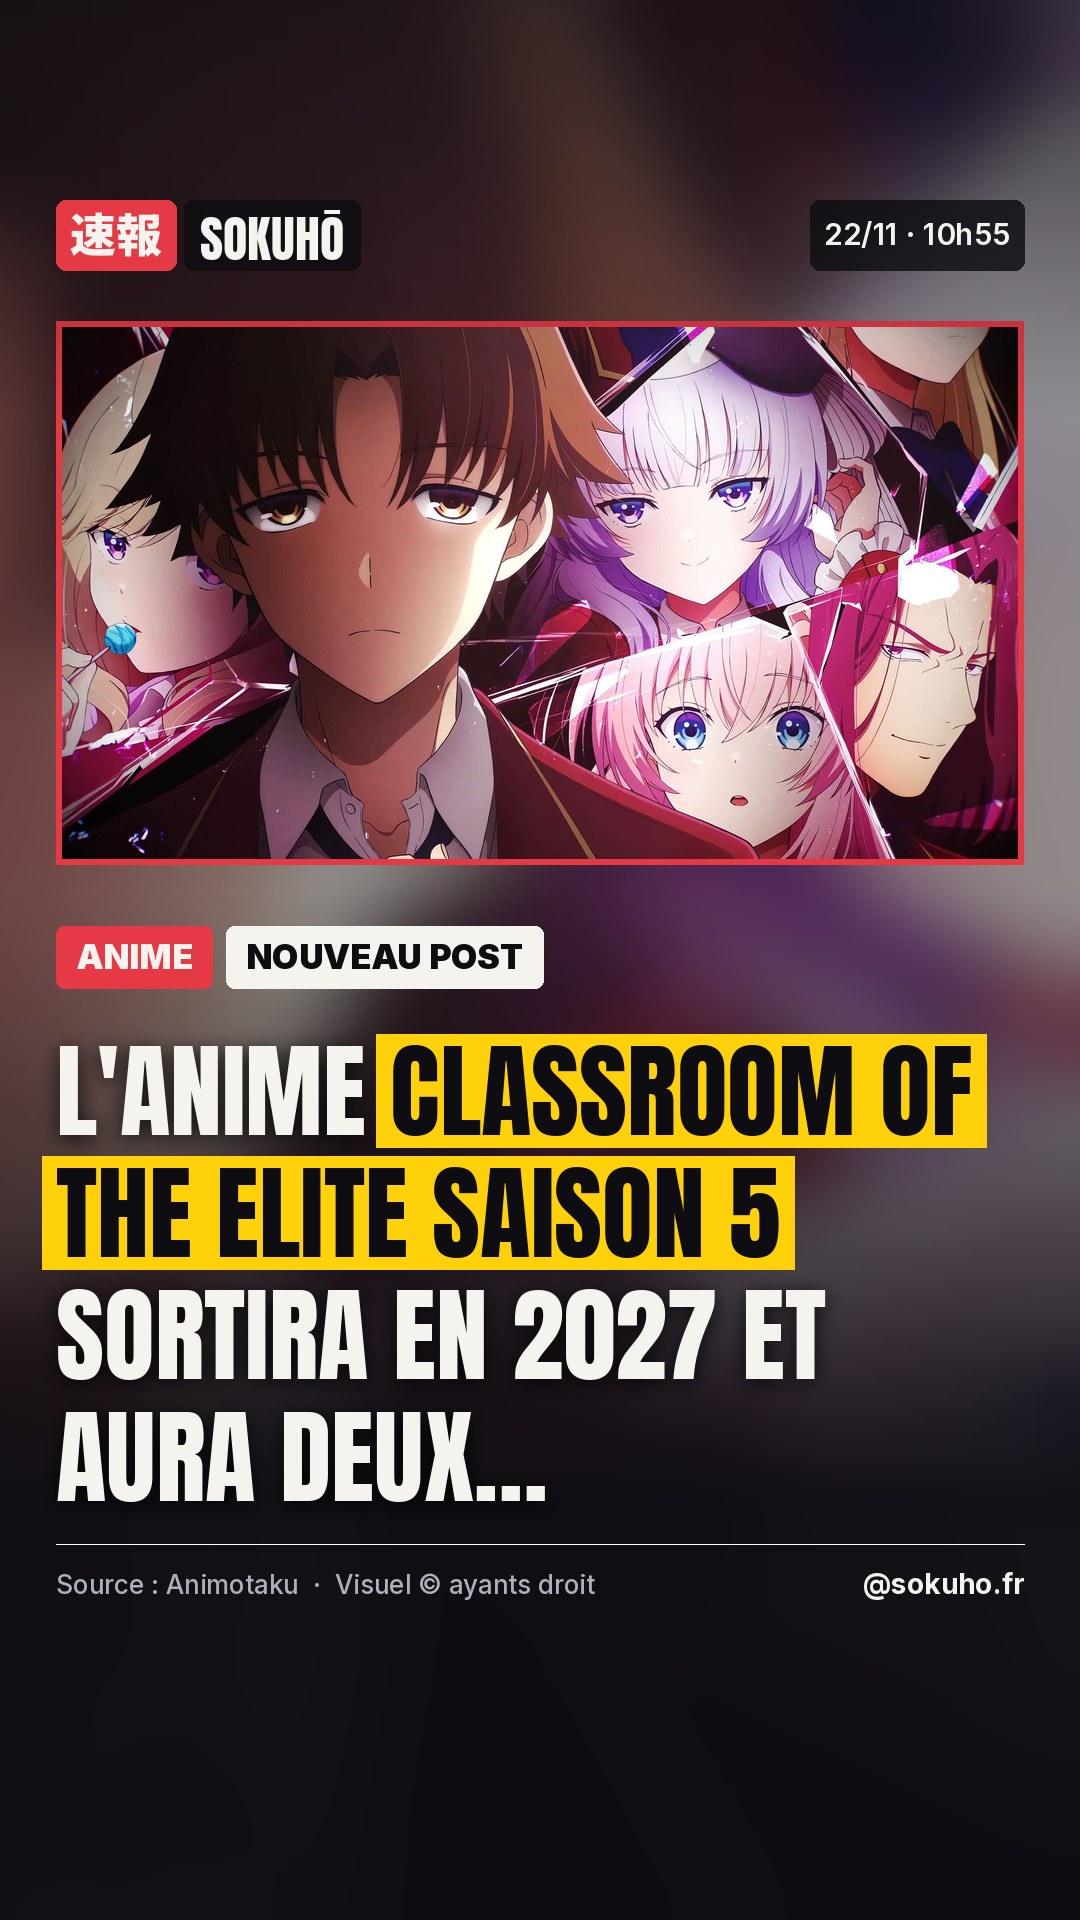 速報 SOKUHŌ
22/11 · 10h55
ANIME NOUVEAU POST
L'ANIME CLASSROOM OF
THE ELITE SAISON 5
SORTIRA EN 2027 ET
AURA DEUX...
Source : Animotaku · Visuel © ayants droit
@sokuho.fr